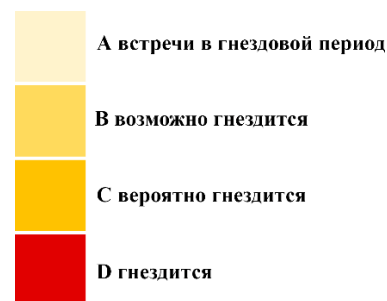 А встречи в гнездовой период
В возможно гнездится
С вероятно гнездится
D гнездится